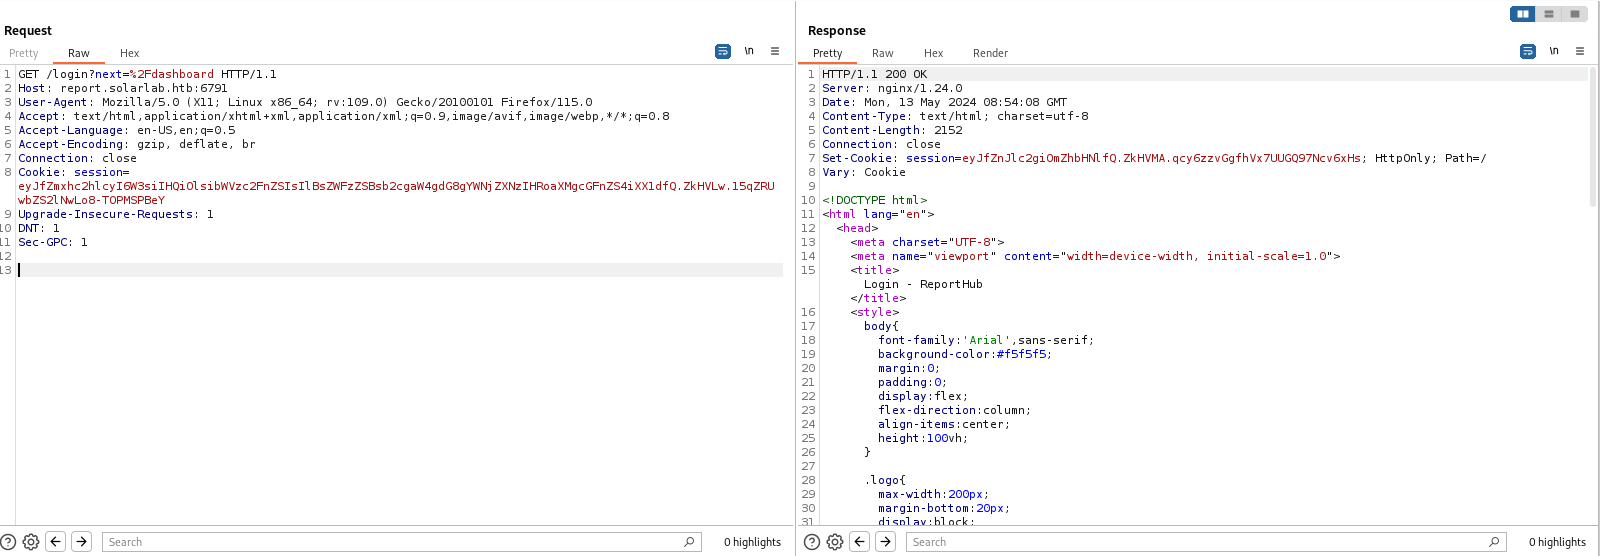 Request
Pretty Raw Hex
\n
1 GET /login?next=%2Fdashboard HTTP/1.1
2 Host: report.solarlab.htb:6791
3 User-Agent: Mozilla/5.0 (X11; Linux x86_64; rv:109.0) Gecko/20100101 Firefox/115.0
4 Accept: text/html,application/xhtml+xml,application/xml;q=0.9,image/avif,image/webp,*/*;q=0.8
5 Accept-Language: en-US,en;q=0.5
6 Accept-Encoding: gzip, deflate, br
7 Connection: close
8 Cookie: session=
eyJfZmxhc2hlcyI6W3siIHQiOlsibWVzc2FnZSIsIlBsZWFzZSBsb2cgaW4gdG8gYWNjZXNzIHRoaXMgcGFnZS4iXX1dfQ.ZkHVLw.15qZRU
wbZS2lNwLo8-TOPMSPBeY
9 Upgrade-Insecure-Requests: 1
10 DNT: 1
11 Sec-GPC: 1
12
13
Search
0 highlights
Response
Pretty Raw Hex Render
\n
1 HTTP/1.1 200 OK
2 Server: nginx/1.24.0
3 Date: Mon, 13 May 2024 08:54:08 GMT
4 Content-Type: text/html; charset=utf-8
5 Content-Length: 2152
6 Connection: close
7 Set-Cookie: session=eyJfZnJlc2giOmZhbHNlfQ.ZkHVMA.qcy6zzvGgfhVx7UUGQ97Ncv6xHs; HttpOnly; Path=/
8 Vary: Cookie
9
10 <!DOCTYPE html>
11 <html lang="en">
12 <head>
13 <meta charset="UTF-8">
14 <meta name="viewport" content="width=device-width, initial-scale=1.0">
15 <title>
Login - ReportHub
</title>
16 <style>
17 body{
18 font-family:'Arial',sans-serif;
19 background-color:#f5f5f5;
20 margin:0;
21 padding:0;
22 display:flex;
23 flex-direction:column;
24 align-items:center;
25 height:100vh;
26 }
27
28 .logo{
29 max-width:200px;
30 margin-bottom:20px;
31 display:block;
Search
0 highlights